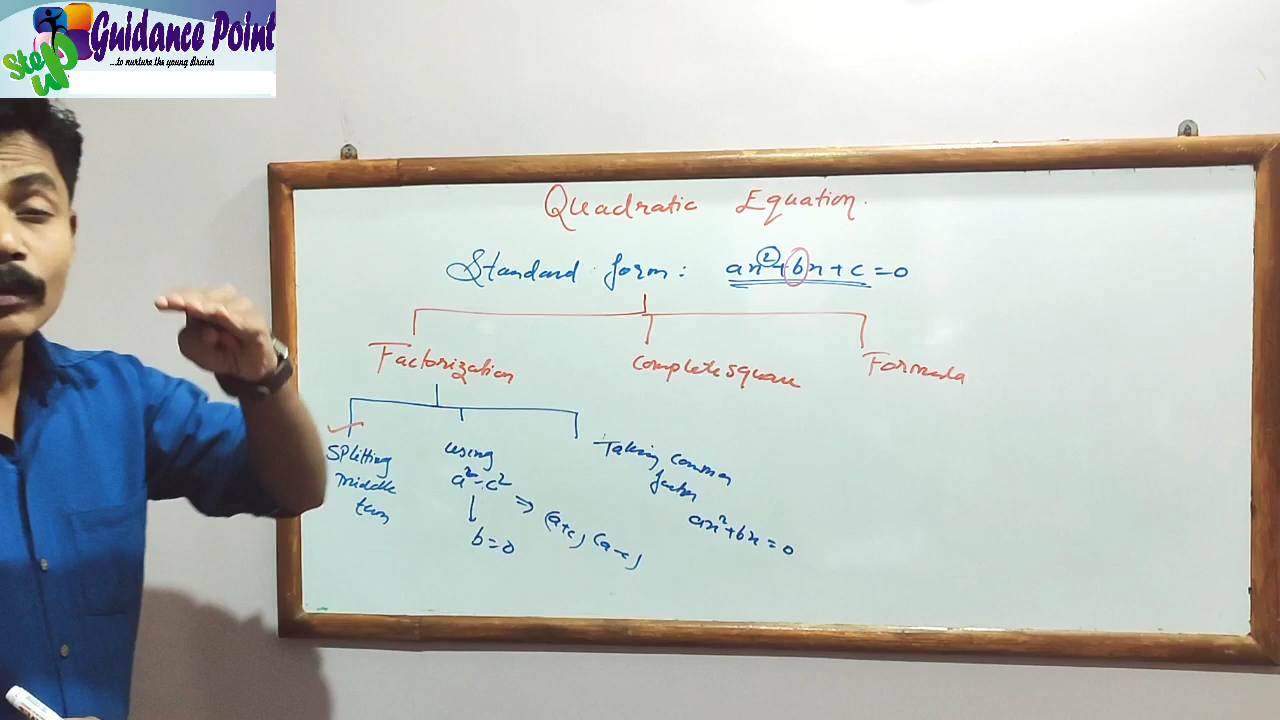 Step up
Guidance Point
...to nurture the young Brains
Quadratic Equation.
Standard form: ax²+bx+c=0
Factorization
Complete square
Formula
Splitting
middle
term
using
a²-c²
b=0
⇒ (a+c) (a-c)
Taking common
factor
ax²+bx=0